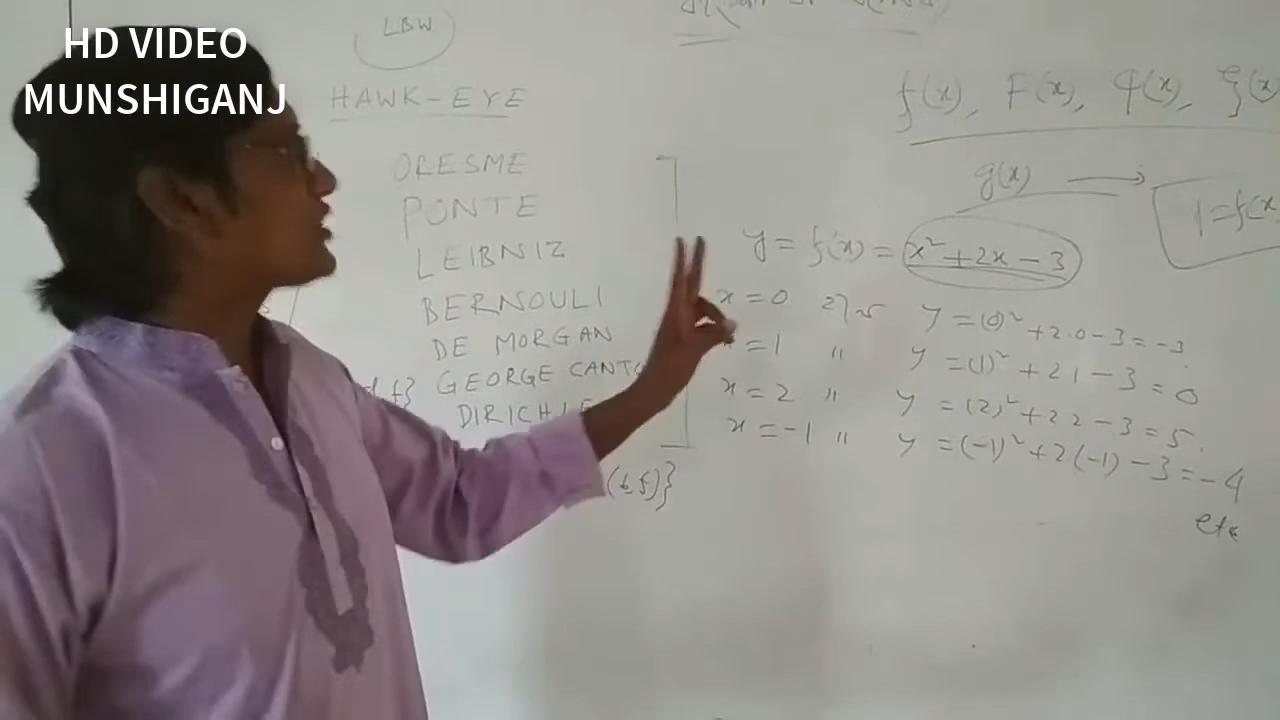 HD VIDEO
MUNSHIGANJ
LBW
HAWK-EYE
ORESME
PONTE
LEIBNIZ
BERNOULI
DE MORGAN
GEORGE CANTO
DIRICHLE
f(x), F(x), φ(x), ξ(x
g(x) →
y = f(x) = x² + 2x - 3
x = 0 হলে y = (0)² + 2.0 - 3 = -3
x = 1 " y = (1)² + 2 1 - 3 = 0
x = 2 " y = (2)² + 2 2 - 3 = 5.
x = -1 " y = (-1)² + 2(-1) - 3 = -4
etc